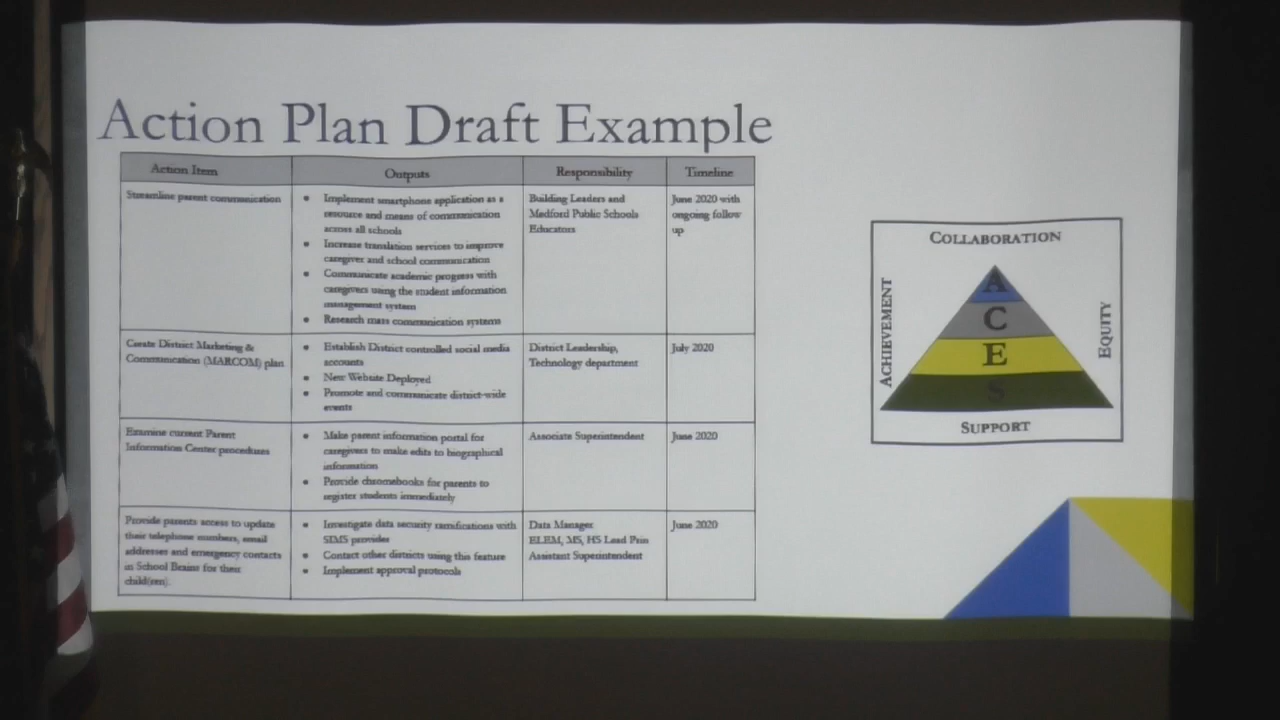 Action Plan Draft Example
Action Item
Outputs
Responsibility
Timeline
Streamline parent communication
• Implement smartphone application as a
resource and means of communication
across all schools
• Increase translation services to improve
caregiver and school communication
• Communicate academic progress with
caregivers using the student information
management system
• Research mass communication systems
Building Leaders and
Medford Public Schools
Educators
June 2020 with
ongoing follow
up
Create District Marketing &
Communication (MARCOM) plan
• Establish District controlled social media
accounts
• New Website Deployed
• Promote and communicate district-wide
events
District Leadership,
Technology department
July 2020
Examine current Parent
Information Center procedures
• Make parent information portal for
caregivers to make edits to biographical
information
• Provide chromebooks for parents to
register students immediately
Associate Superintendent
June 2020
Provide parents access to update
their telephone numbers, email
addresses and emergency contacts
in School Brains for their
child(ren).
• Investigate data security ramifications with
SIMS provider
• Contact other districts using this feature
• Implement approval protocols
Data Manager
ELEM, MS, HS Lead Prin
Assistant Superintendent
June 2020
COLLABORATION
ACHIEVEMENT
A
C
E
S
EQUITY
SUPPORT